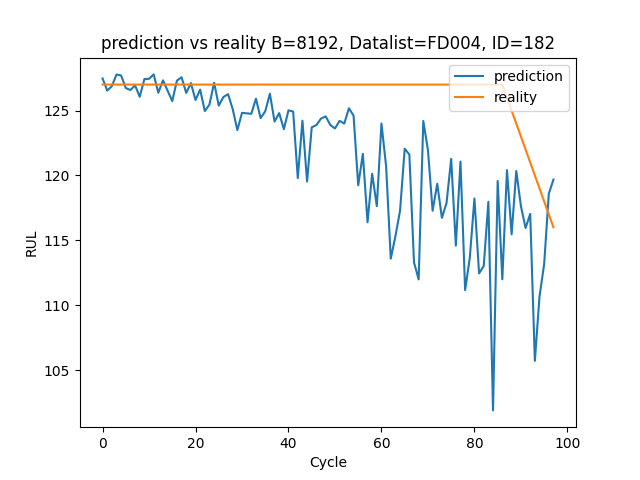 prediction vs reality B=8192, Datalist=FD004, ID=182
prediction
reality
125
120
115
110
105
RUL
0 20 40 60 80 100
Cycle